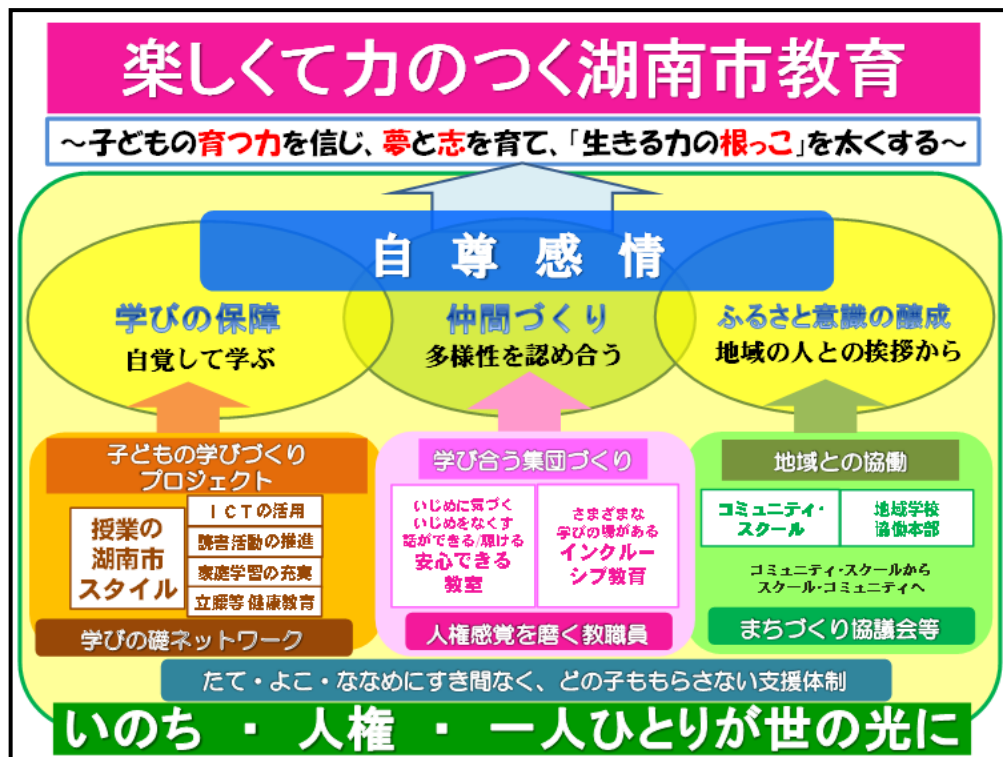 楽しくて力のつく湖南市教育
～子どもの育つ力を信じ、夢と志を育て、「生きる力の根っこ」を太くする～
自尊感情
学びの保障
自覚して学ぶ
仲間づくり
多様性を認め合う
ふるさと意識の醸成
地域の人との挨拶から
子どもの学びづくり
プロジェクト
授業の
湖南市
スタイル
ＩＣＴの活用
読書活動の推進
家庭学習の充実
立腰等 健康教育
学びの礎ネットワーク
学び合う集団づくり
いじめに気づく
いじめをなくす
話ができる/聴ける
安心できる
教室
さまざまな
学びの場がある
インクルー
シブ教育
人権感覚を磨く教職員
地域との協働
コミュニティ・
スクール
地域学校
協働本部
コミュニティ・スクールから
スクール・コミュニティへ
まちづくり協議会等
たて・よこ・ななめにすき間なく、どの子ももらさない支援体制
いのち ・ 人権 ・ 一人ひとりが世の光に